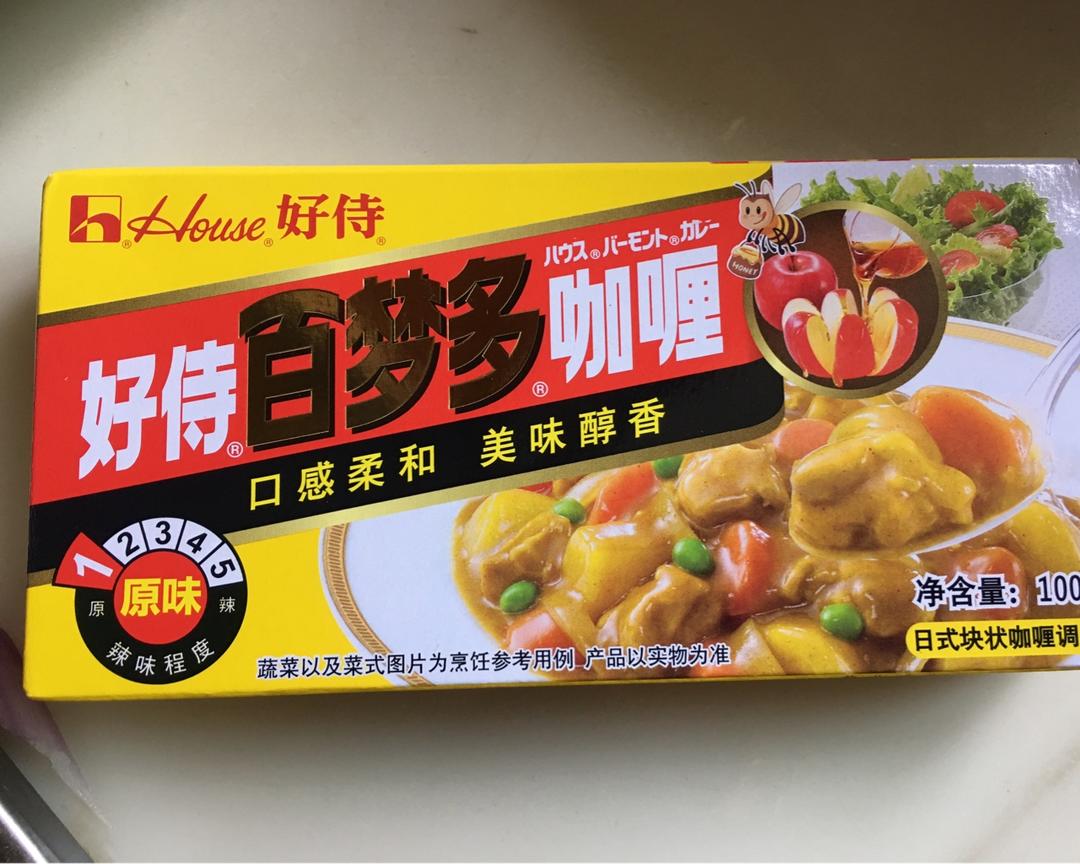 House 好侍
ハウス® バーモント® カレー
HONEY
好侍®百梦多®咖喱
口感柔和 美味醇香
1 2 3 4 5
原 原味 辣
辣味程度
净含量：100
日式块状咖喱调
蔬菜以及菜式图片为烹饪参考用例 产品以实物为准